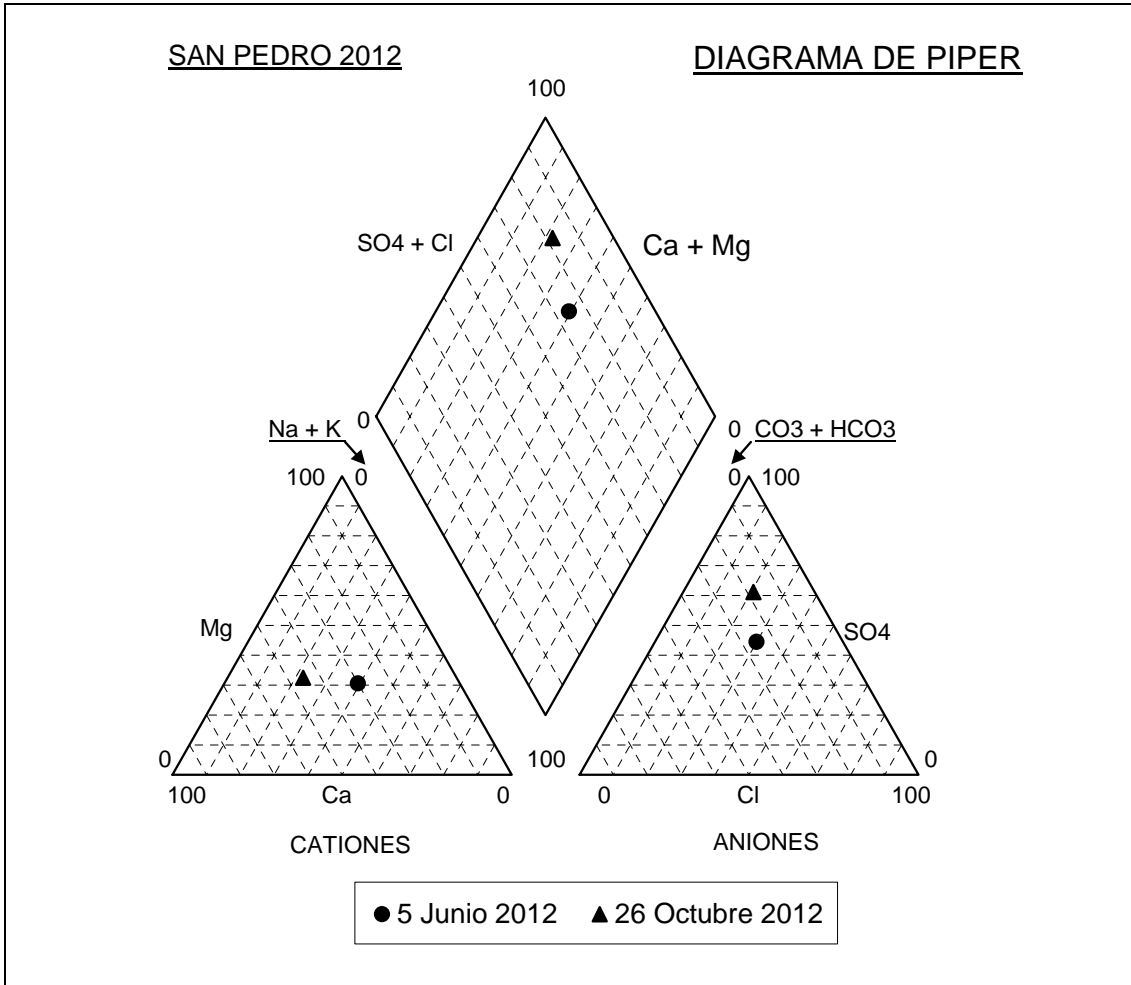 SAN PEDRO 2012
DIAGRAMA DE PIPER
100
SO4 + Cl
Ca + Mg
0
0
Na + K
CO3 + HCO3
100
0
0
100
Mg
SO4
0
100
0
100
Ca
0
0
Cl
100
CATIONES
ANIONES
5 Junio 2012
26 Octubre 2012